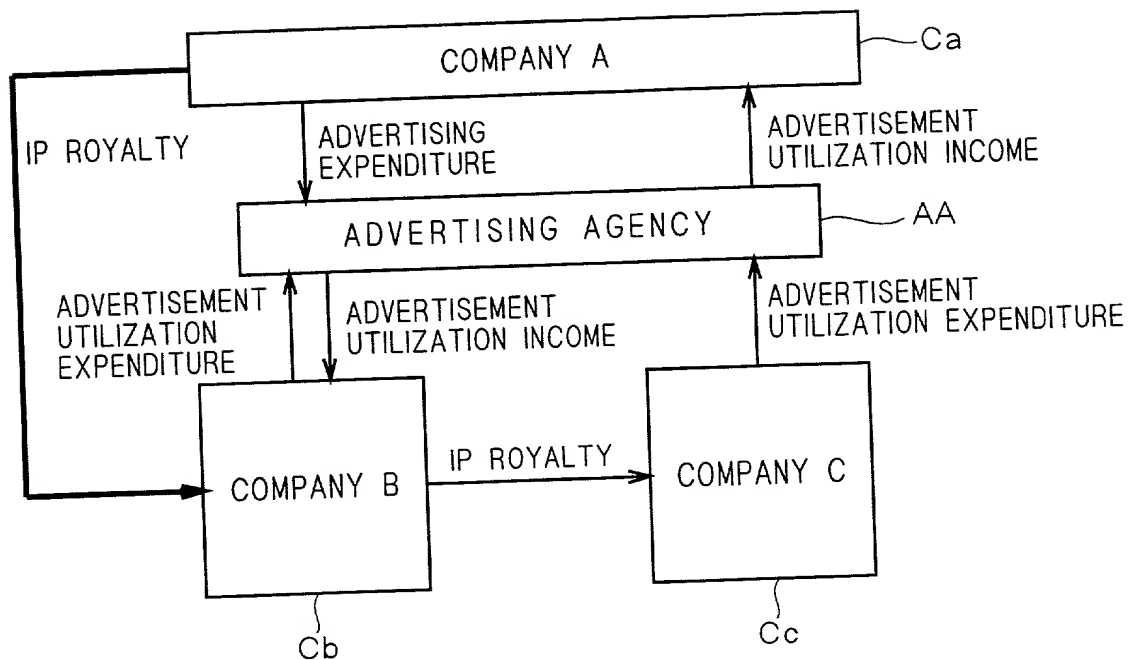 COMPANY A
Ca
IP ROYALTY
ADVERTISING
EXPENDITURE
ADVERTISEMENT
UTILIZATION INCOME
ADVERTISING AGENCY
AA
ADVERTISEMENT
UTILIZATION
EXPENDITURE
ADVERTISEMENT
UTILIZATION INCOME
ADVERTISEMENT
UTILIZATION EXPENDITURE
COMPANY B
IP ROYALTY
COMPANY C
Cb
Cc